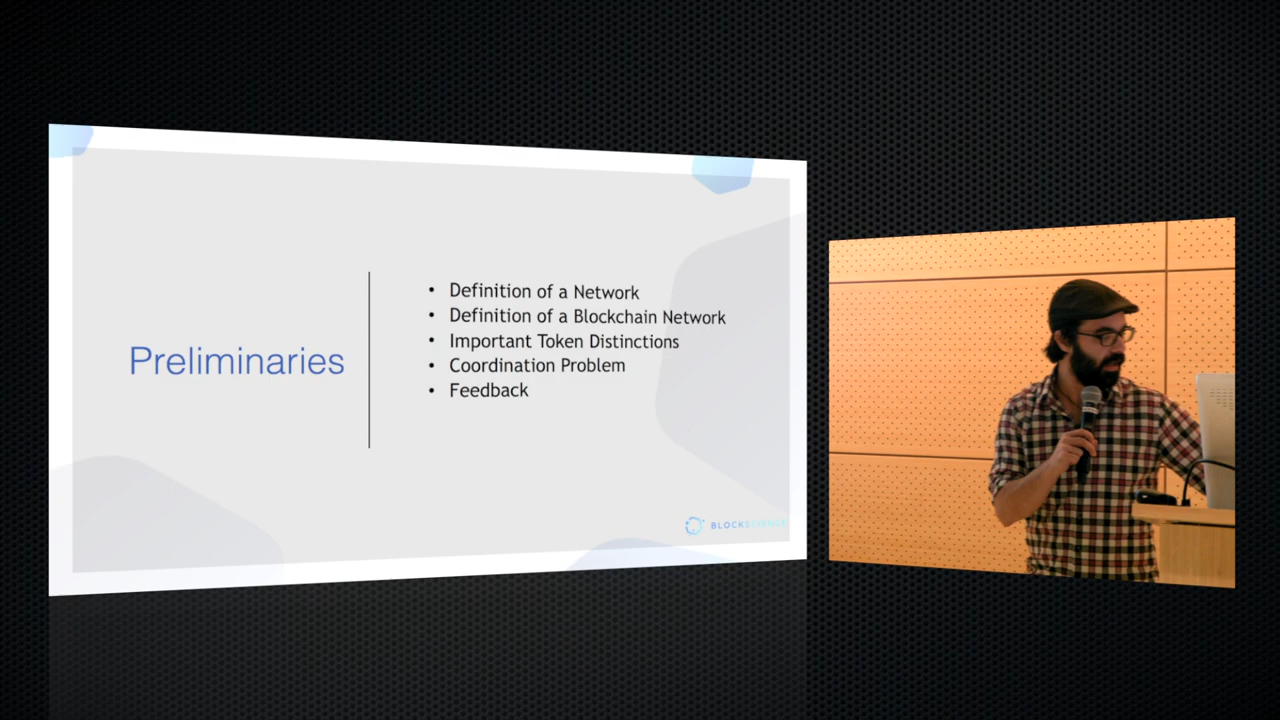 Preliminaries
• Definition of a Network
• Definition of a Blockchain Network
• Important Token Distinctions
• Coordination Problem
• Feedback
BLOCKSCIENCE